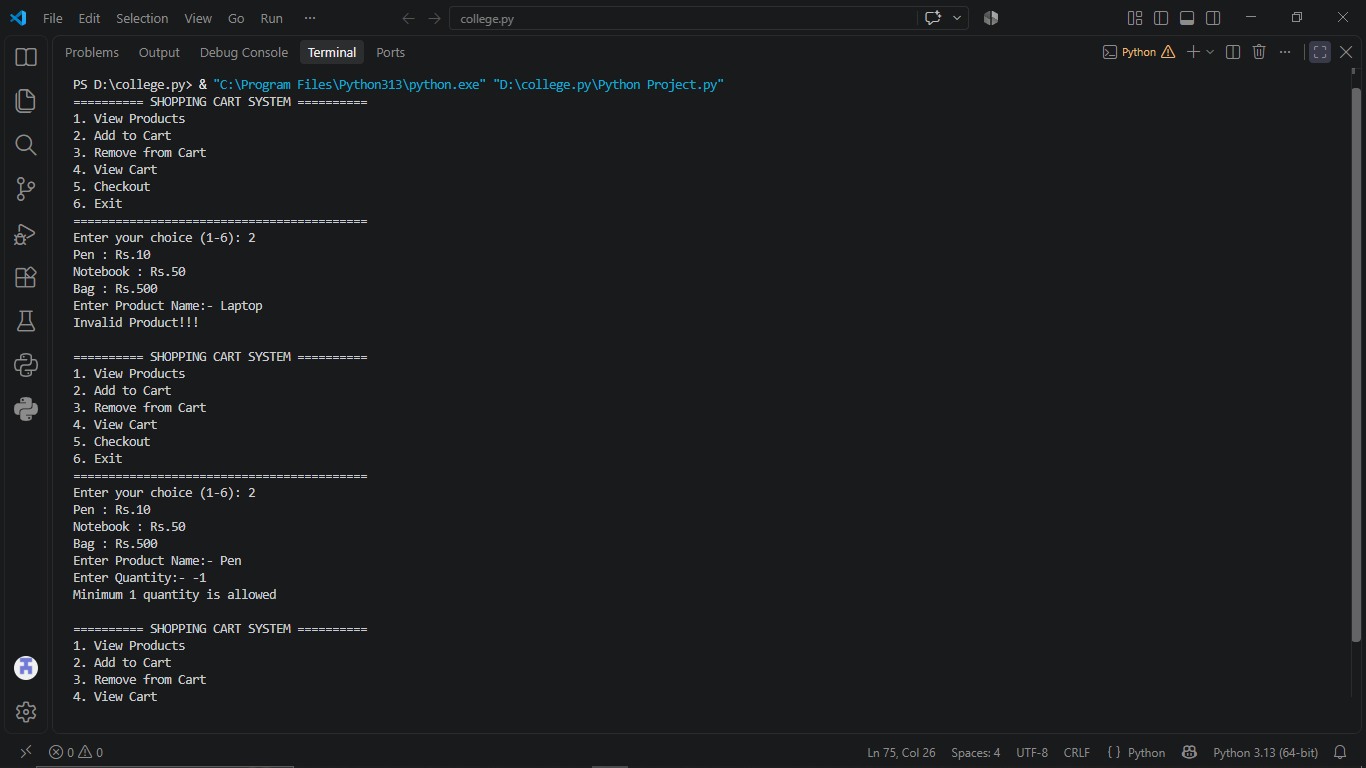 File Edit Selection View Go Run ··· college.py
Problems Output Debug Console Terminal Ports Python
PS D:\college.py> & "C:\Program Files\Python313\python.exe" "D:\college.py\Python Project.py"
========== SHOPPING CART SYSTEM ==========
1. View Products
2. Add to Cart
3. Remove from Cart
4. View Cart
5. Checkout
6. Exit
==========================================
Enter your choice (1-6): 2
Pen : Rs.10
Notebook : Rs.50
Bag : Rs.500
Enter Product Name:- Laptop
Invalid Product!!!
========== SHOPPING CART SYSTEM ==========
1. View Products
2. Add to Cart
3. Remove from Cart
4. View Cart
5. Checkout
6. Exit
==========================================
Enter your choice (1-6): 2
Pen : Rs.10
Notebook : Rs.50
Bag : Rs.500
Enter Product Name:- Pen
Enter Quantity:- -1
Minimum 1 quantity is allowed
========== SHOPPING CART SYSTEM ==========
1. View Products
2. Add to Cart
3. Remove from Cart
4. View Cart
0 0 Ln 75, Col 26 Spaces: 4 UTF-8 CRLF { } Python Python 3.13 (64-bit)